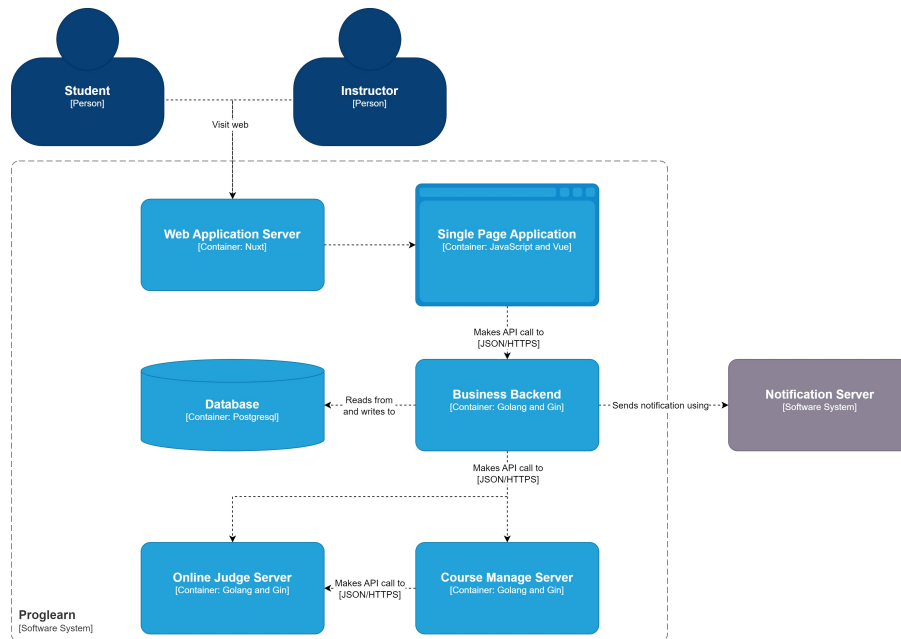 Student
[Person]
Instructor
[Person]
Visit web
Web Application Server
[Container: Nuxt]
Single Page Application
[Container: JavaScript and Vue]
Makes API call to
[JSON/HTTPS]
Database
[Container: Postgresql]
Reads from
and writes to
Business Backend
[Container: Golang and Gin]
Sends notification using
Notification Server
[Software System]
Makes API call to
[JSON/HTTPS]
Online Judge Server
[Container: Golang and Gin]
Makes API call to
[JSON/HTTPS]
Course Manage Server
[Container: Golang and Gin]
Proglearn
[Software System]